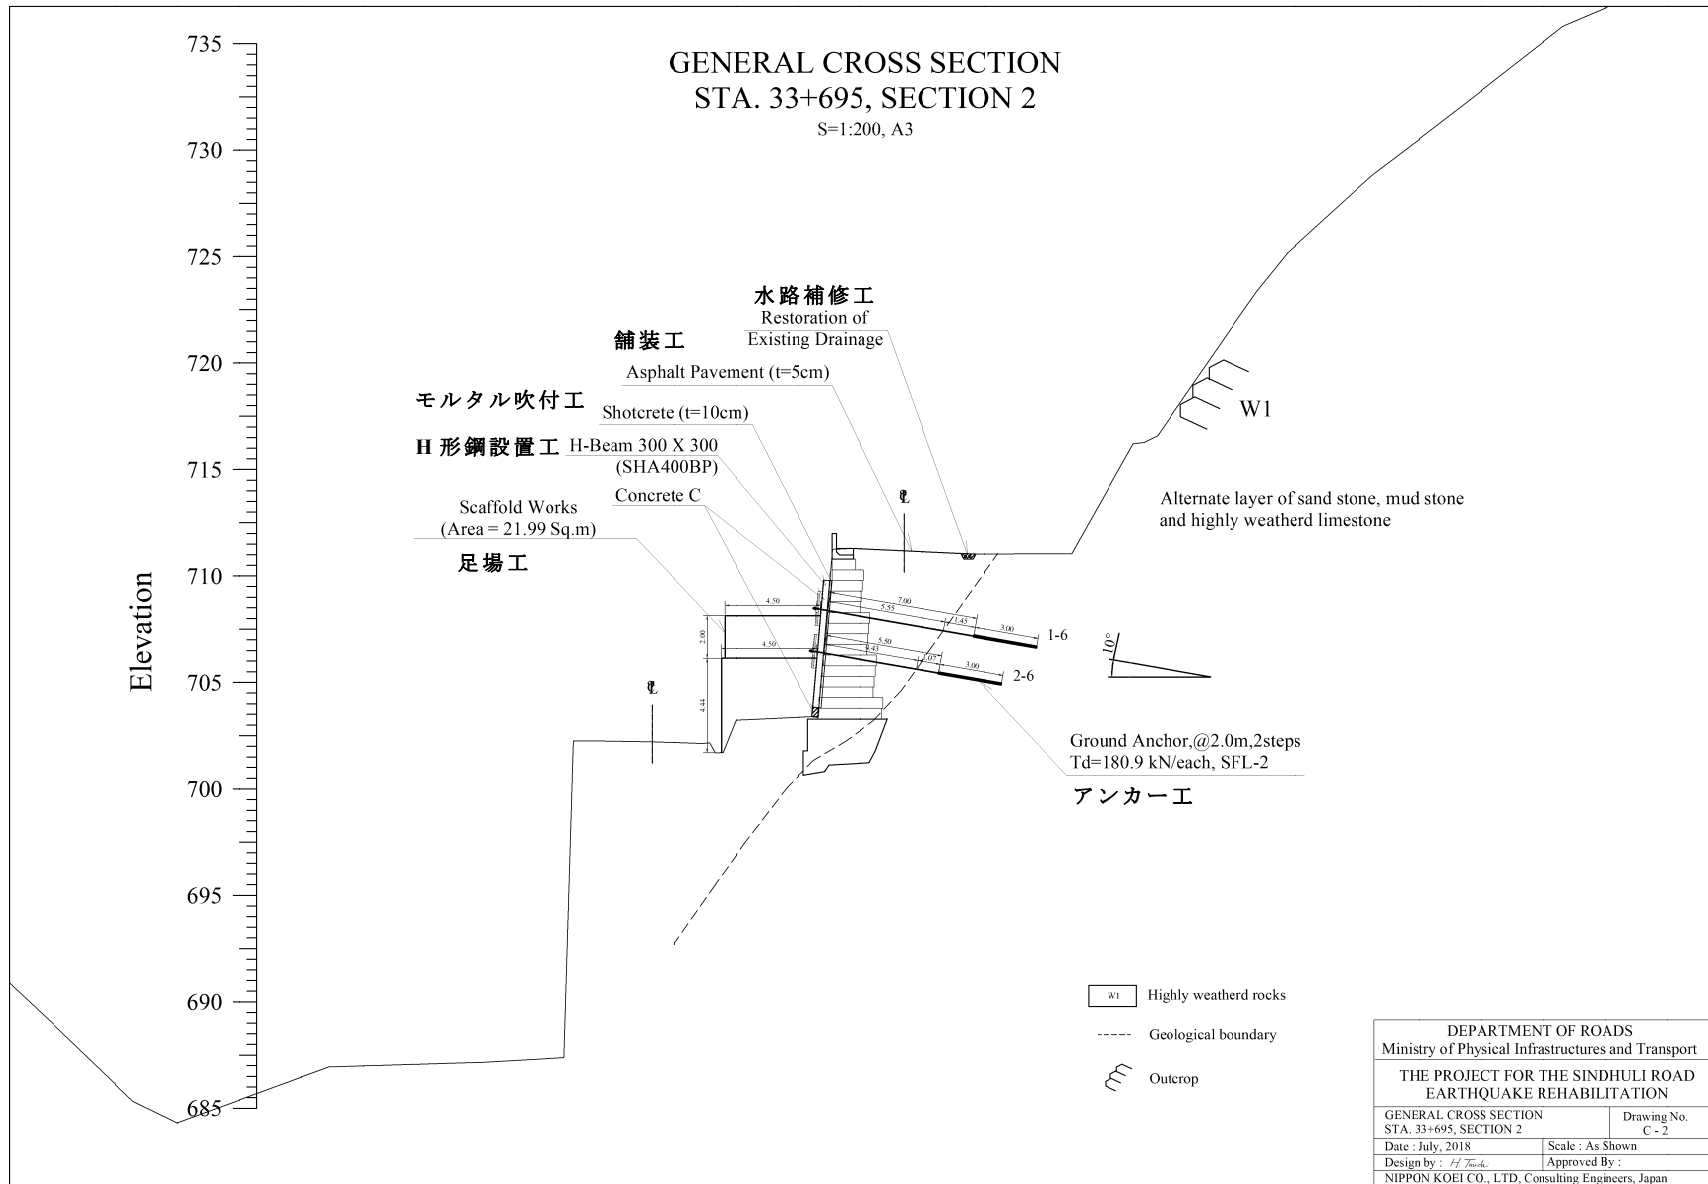 GENERAL CROSS SECTION
STA. 33+695, SECTION 2
S=1:200, A3
Elevation
735
730
725
720
715
710
705
700
695
690
685
水路補修工
Restoration of
Existing Drainage
舗装工
Asphalt Pavement (t=5cm)
モルタル吹付工
Shotcrete (t=10cm)
H 形鋼設置工
H-Beam 300 X 300
(SHA400BP)
Concrete C
Scaffold Works
(Area = 21.99 Sq.m)
足場工
W1
Alternate layer of sand stone, mud stone
and highly weatherd limestone
4.50
2.00
4.50
4.44
7.00
5.55
1.45
3.00
1-6
5.50
4.43
1.07
3.00
2-6
10°
Ground Anchor,@2.0m,2steps
Td=180.9 kN/each, SFL-2
アンカー工
W1
Highly weatherd rocks
Geological boundary
Outcrop
DEPARTMENT OF ROADS
Ministry of Physical Infrastructures and Transport
THE PROJECT FOR THE SINDHULI ROAD
EARTHQUAKE REHABILITATION
GENERAL CROSS SECTION
STA. 33+695, SECTION 2
Drawing No.
C - 2
Date : July, 2018
Scale : As Shown
Design by :
Approved By :
NIPPON KOEI CO., LTD, Consulting Engineers, Japan